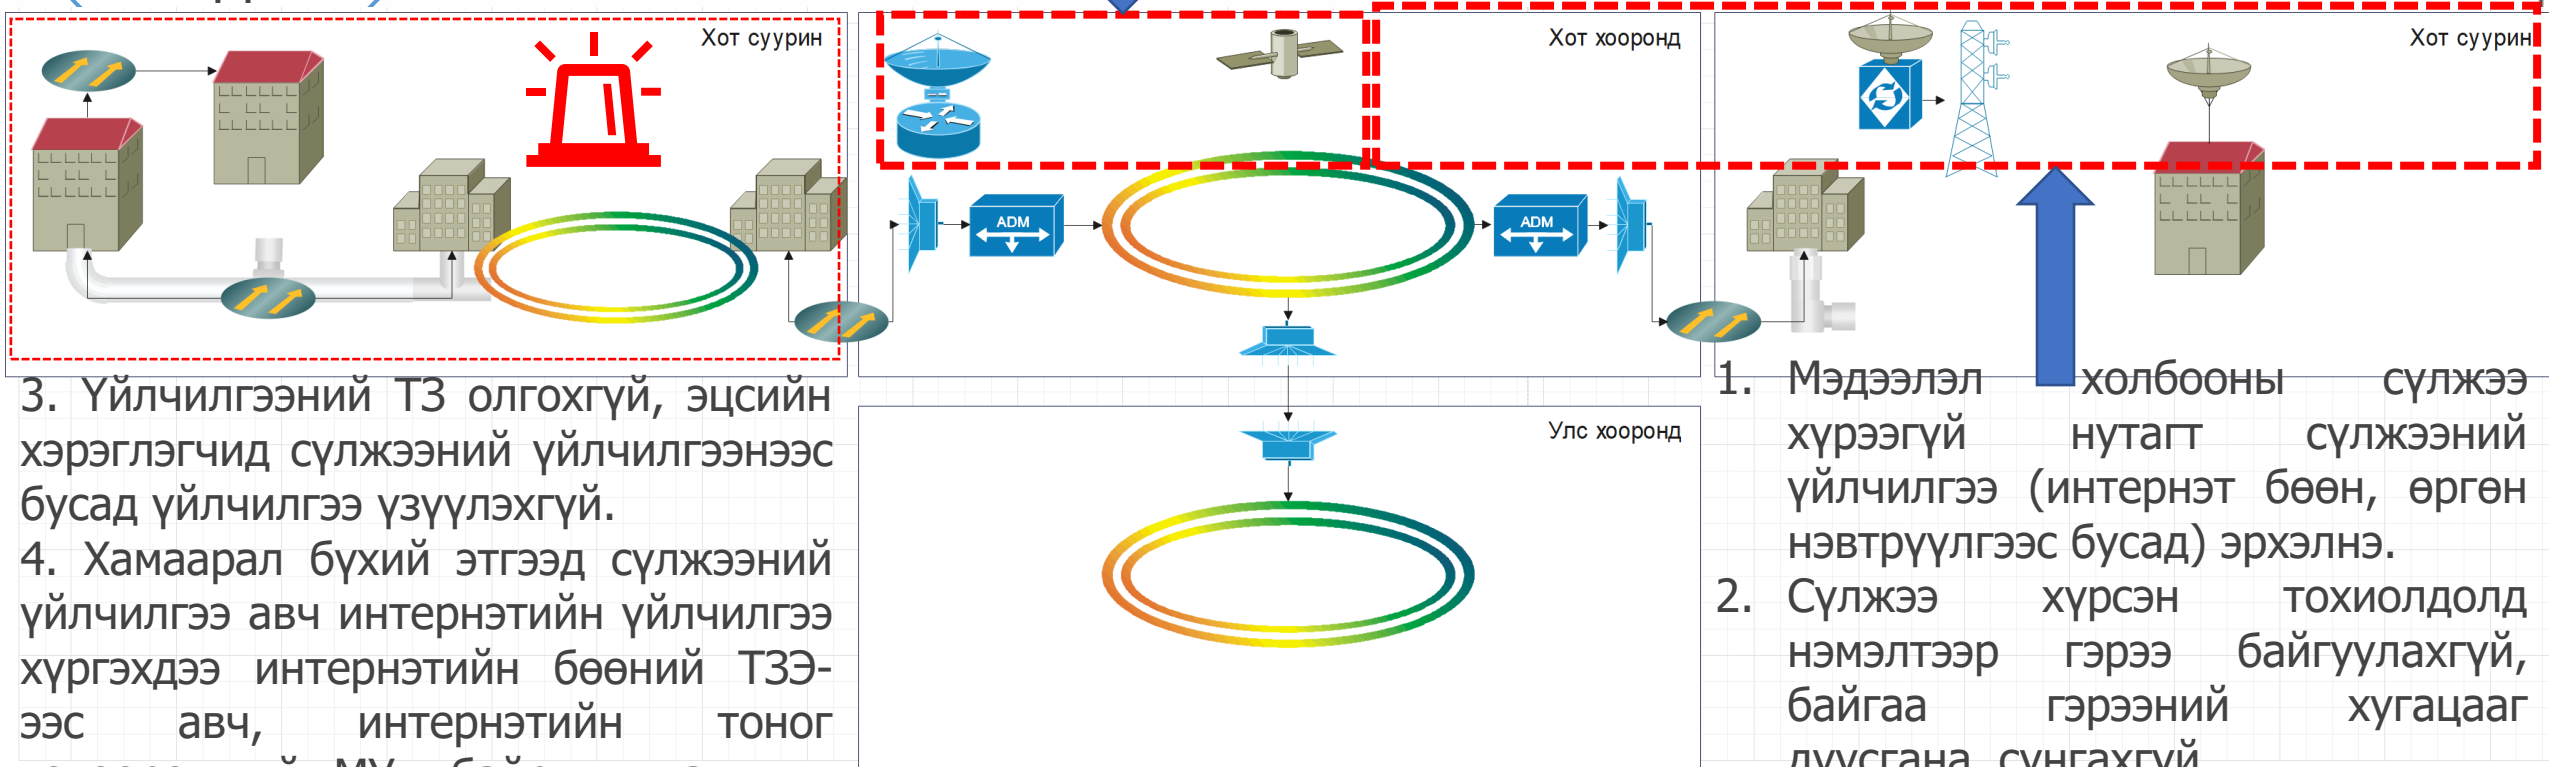 Хот суурин
Хот хооронд
Хот суурин
ADM
ADM
3. Үйлчилгээний ТЗ олгохгүй, эцсийн
хэрэглэгчид сүлжээний үйлчилгээнээс
бусад үйлчилгээ үзүүлэхгүй.
4. Хамаарал бүхий этгээд сүлжээний
үйлчилгээ авч интернэтийн үйлчилгээ
хүргэхдээ интернэтийн бөөний ТЗЭ-
ээс авч, интернэтийн тоног
Улс хооронд
1. Мэдээлэл холбооны сүлжээ
хүрээгүй нутагт сүлжээний
үйлчилгээ (интернэт бөөн, өргөн
нэвтрүүлгээс бусад) эрхэлнэ.
2. Сүлжээ хүрсэн тохиолдолд
нэмэлтээр гэрээ байгуулахгүй,
байгаа гэрээний хугацааг
дуусгана, сунгахгүй